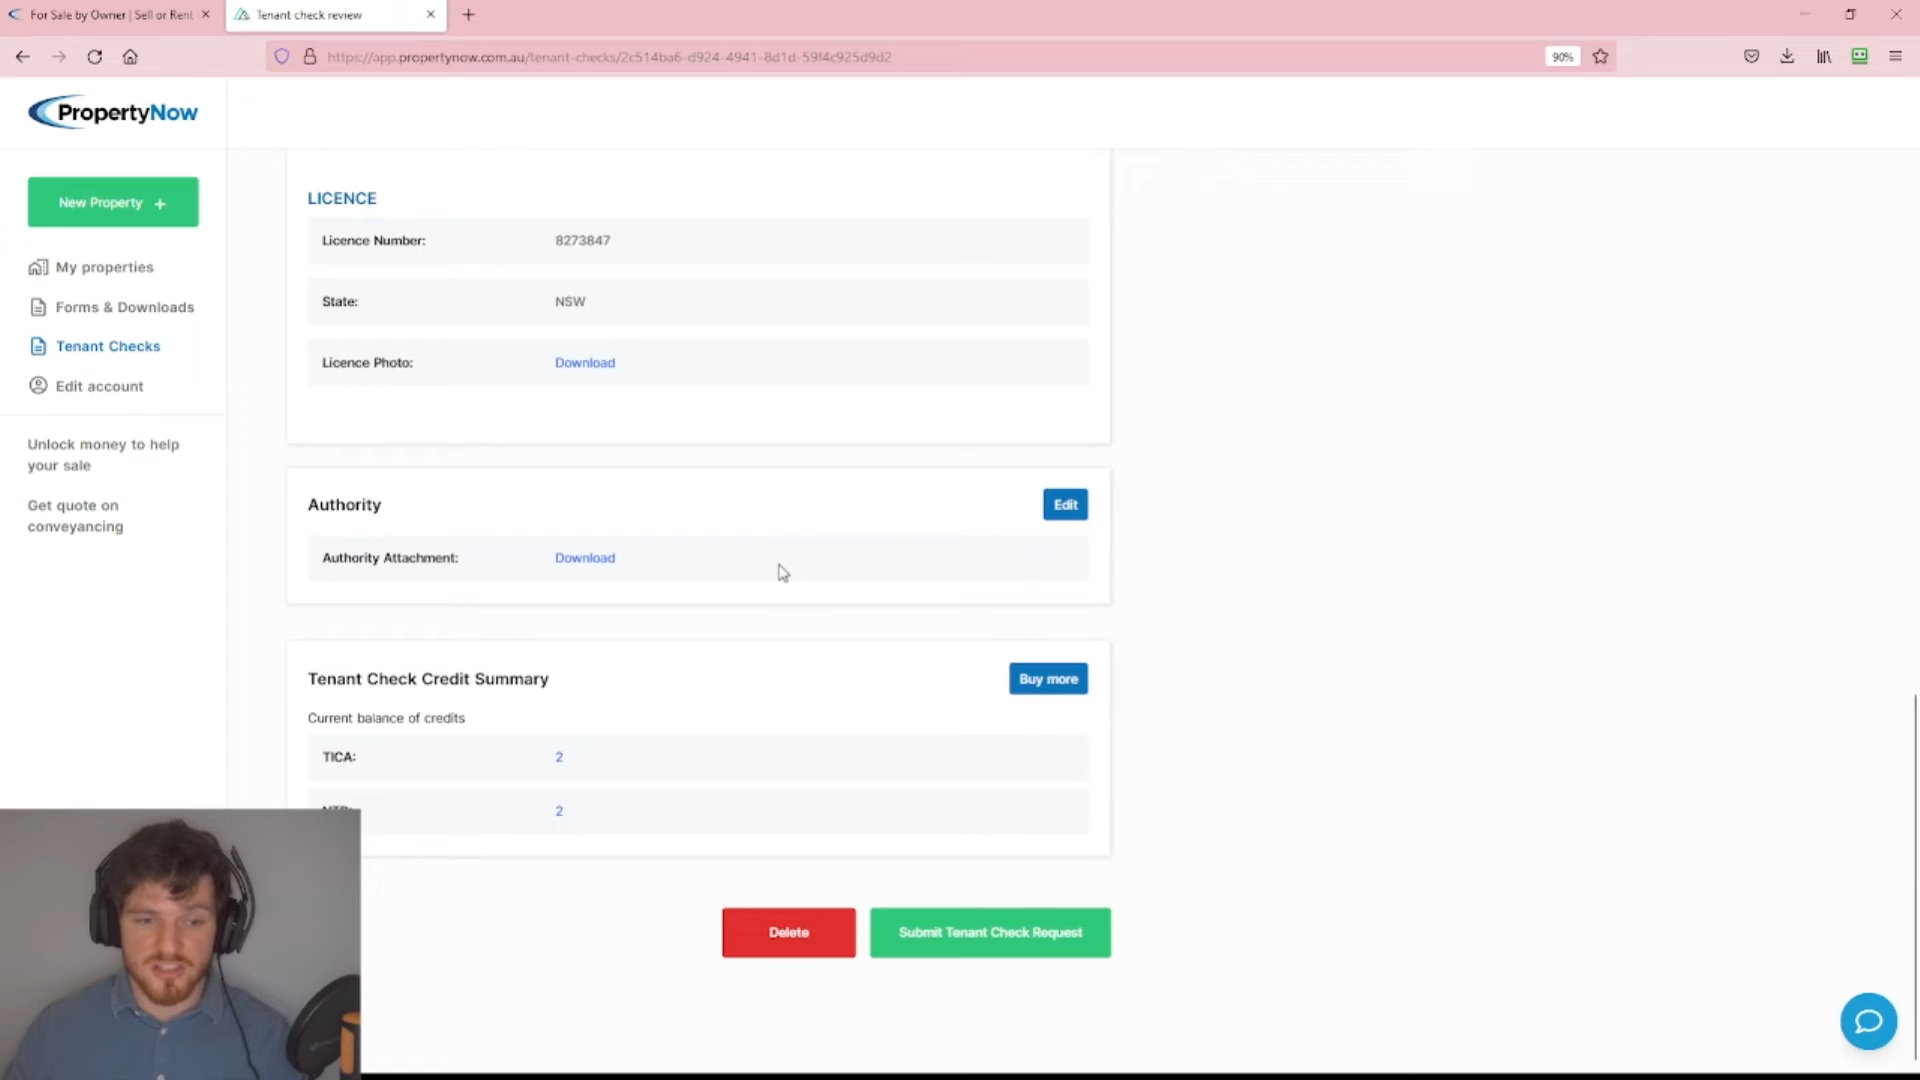 For Sale by Owner | Sell or Rent
Tenant check review
https://app.propertynow.com.au/tenant-checks/2c514ba6-d924-4941-8d1d-59f4c925d9d2
90%
PropertyNow
New Property +
My properties
Forms & Downloads
Tenant Checks
Edit account
Unlock money to help
your sale
Get quote on
conveyancing
LICENCE
Licence Number: 8273847
State: NSW
Licence Photo: Download
Authority
Edit
Authority Attachment: Download
Tenant Check Credit Summary
Buy more
Current balance of credits
TICA: 2
2
Delete
Submit Tenant Check Request